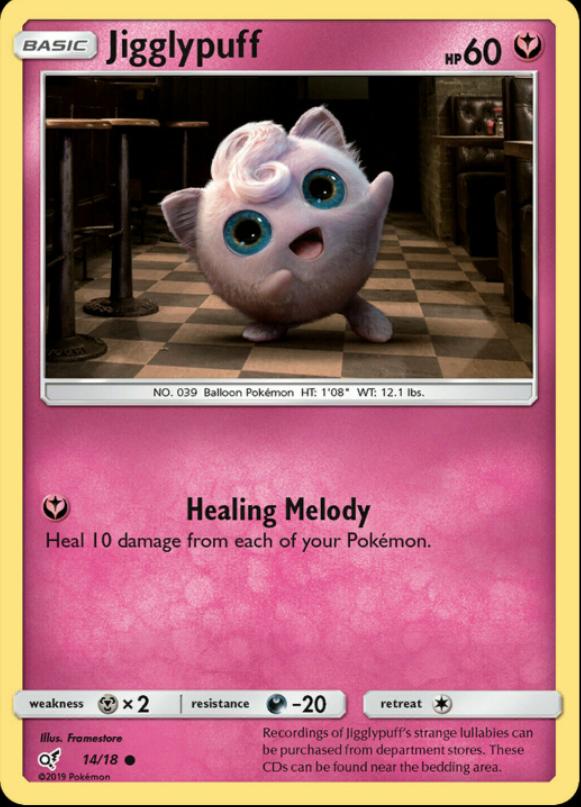 BASIC Jigglypuff HP60
NO. 039 Balloon Pokémon HT: 1'08" WT: 12.1 lbs.
Healing Melody
Heal 10 damage from each of your Pokémon.
weakness ×2 resistance -20 retreat
Illus. Framestore
14/18
©2019 Pokémon
Recordings of Jigglypuff's strange lullabies can
be purchased from department stores. These
CDs can be found near the bedding area.